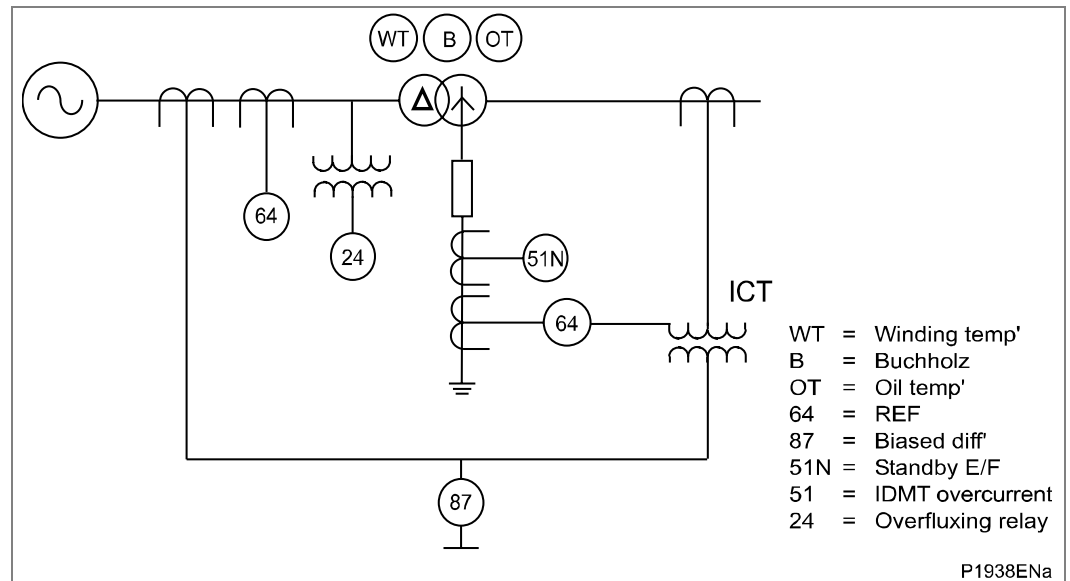 WT B OT
Δ
64
24
51N
64
ICT
87
WT = Winding temp'
B = Buchholz
OT = Oil temp'
64 = REF
87 = Biased diff'
51N = Standby E/F
51 = IDMT overcurrent
24 = Overfluxing relay
P1938ENa